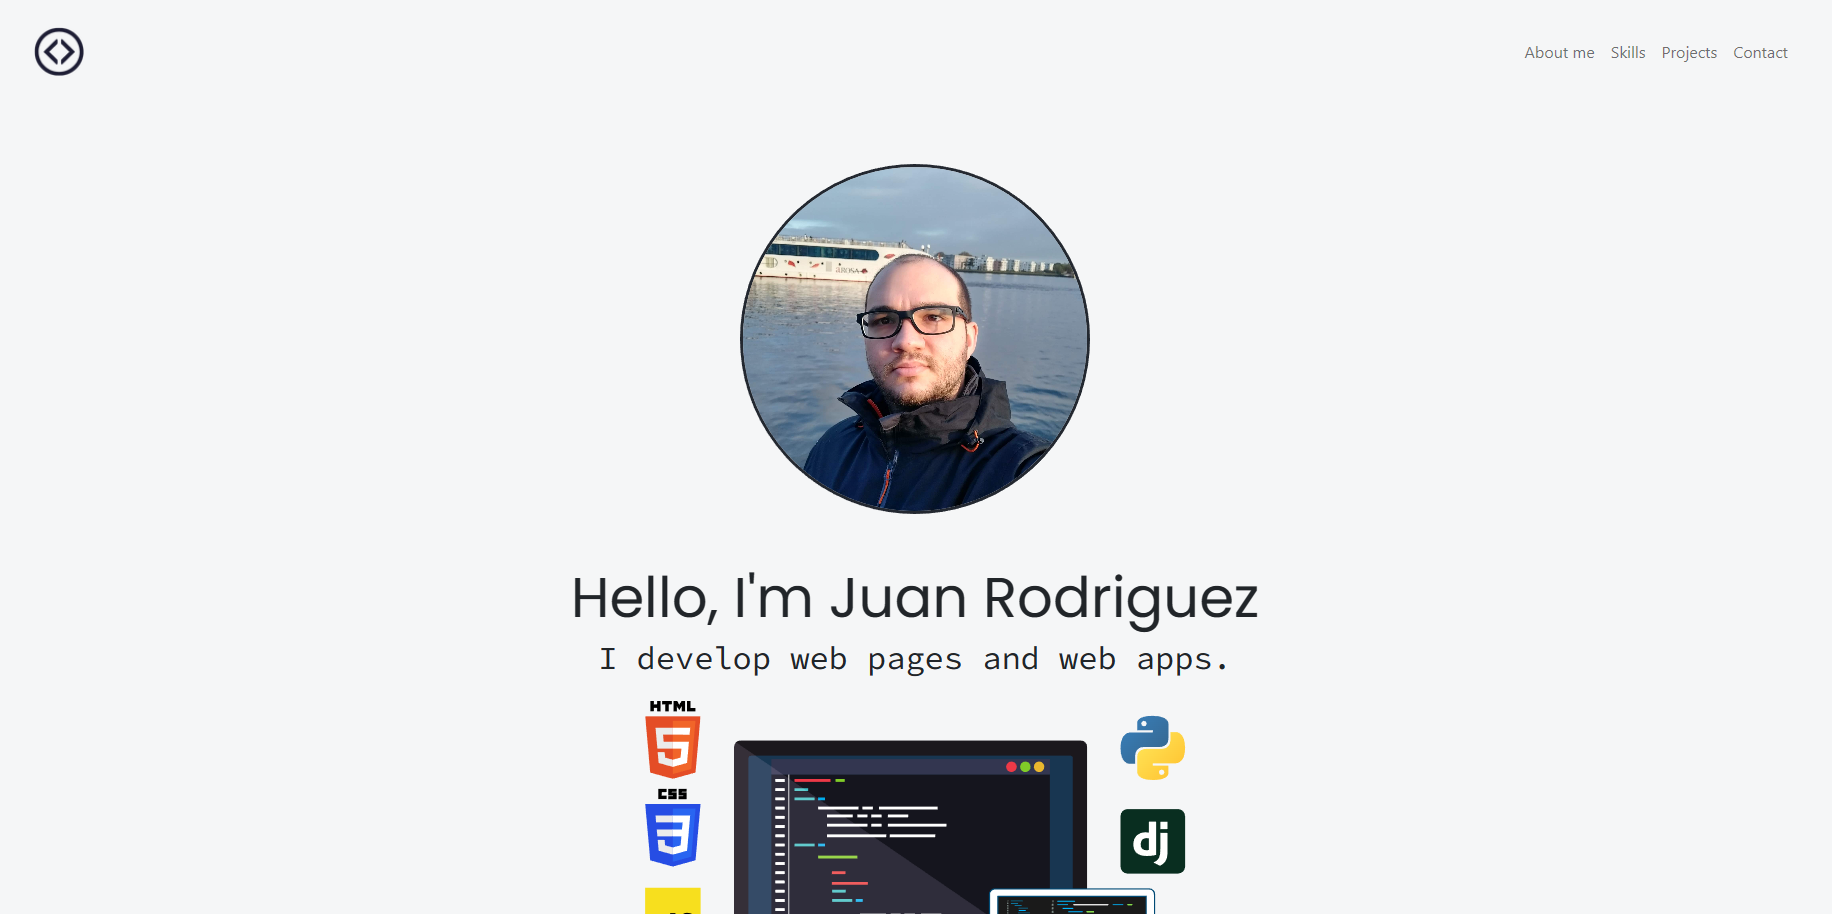 About me Skills Projects Contact
Hello, I'm Juan Rodriguez
I develop web pages and web apps.
HTML
5
CSS
3
dj